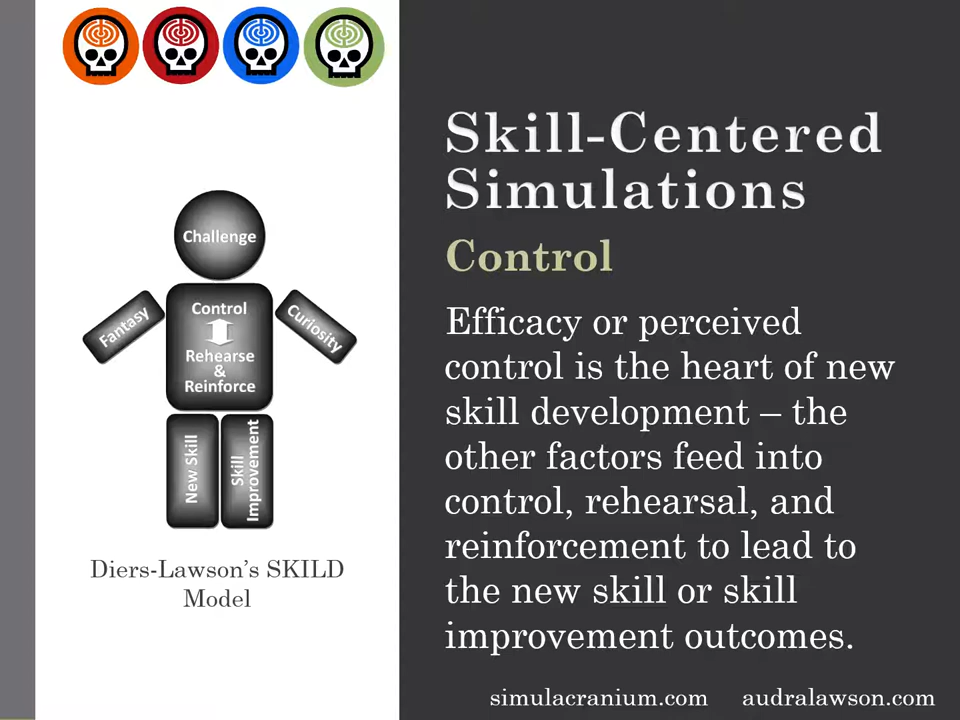 Challenge
Fantasy
Control
Rehearse
&
Reinforce
Curiosity
New Skill
Skill
Improvement
Diers-Lawson’s SKILD
Model
Skill-Centered
Simulations
Control
Efficacy or perceived
control is the heart of new
skill development – the
other factors feed into
control, rehearsal, and
reinforcement to lead to
the new skill or skill
improvement outcomes.
simulacranium.com audralawson.com